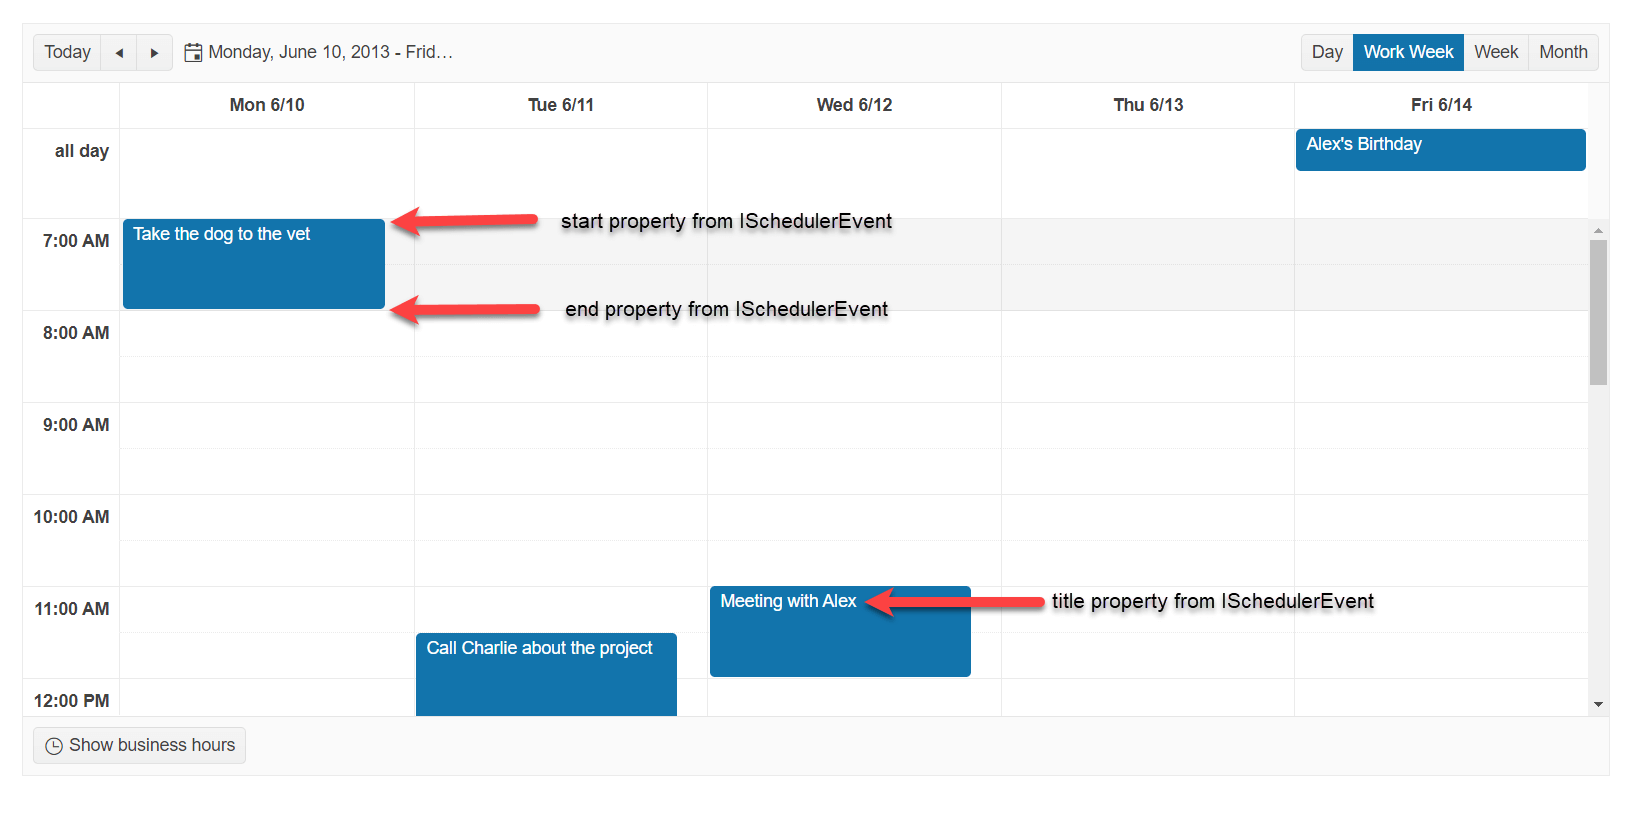 Today Monday, June 10, 2013 - Frid... Day Work Week Week Month
Mon 6/10 Tue 6/11 Wed 6/12 Thu 6/13 Fri 6/14
all day Alex's Birthday
start property from ISchedulerEvent
Take the dog to the vet
7:00 AM
end property from ISchedulerEvent
8:00 AM
9:00 AM
10:00 AM
Meeting with Alex title property from ISchedulerEvent
11:00 AM
Call Charlie about the project
12:00 PM
Show business hours